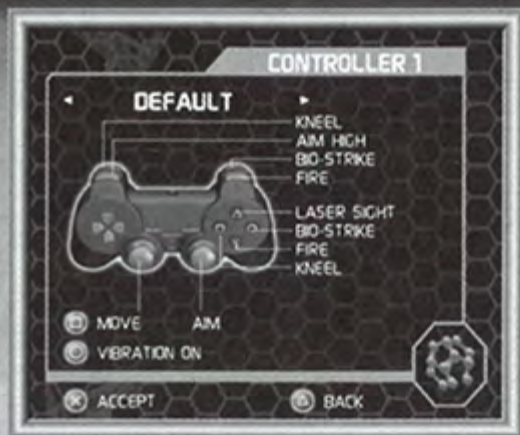 CONTROLLER 1
DEFAULT
KNEEL
AIM HIGH
BIO-STRIKE
FIRE
LASER SIGHT
BIO-STRIKE
FIRE
KNEEL
MOVE AIM
VIBRATION ON
ACCEPT BACK